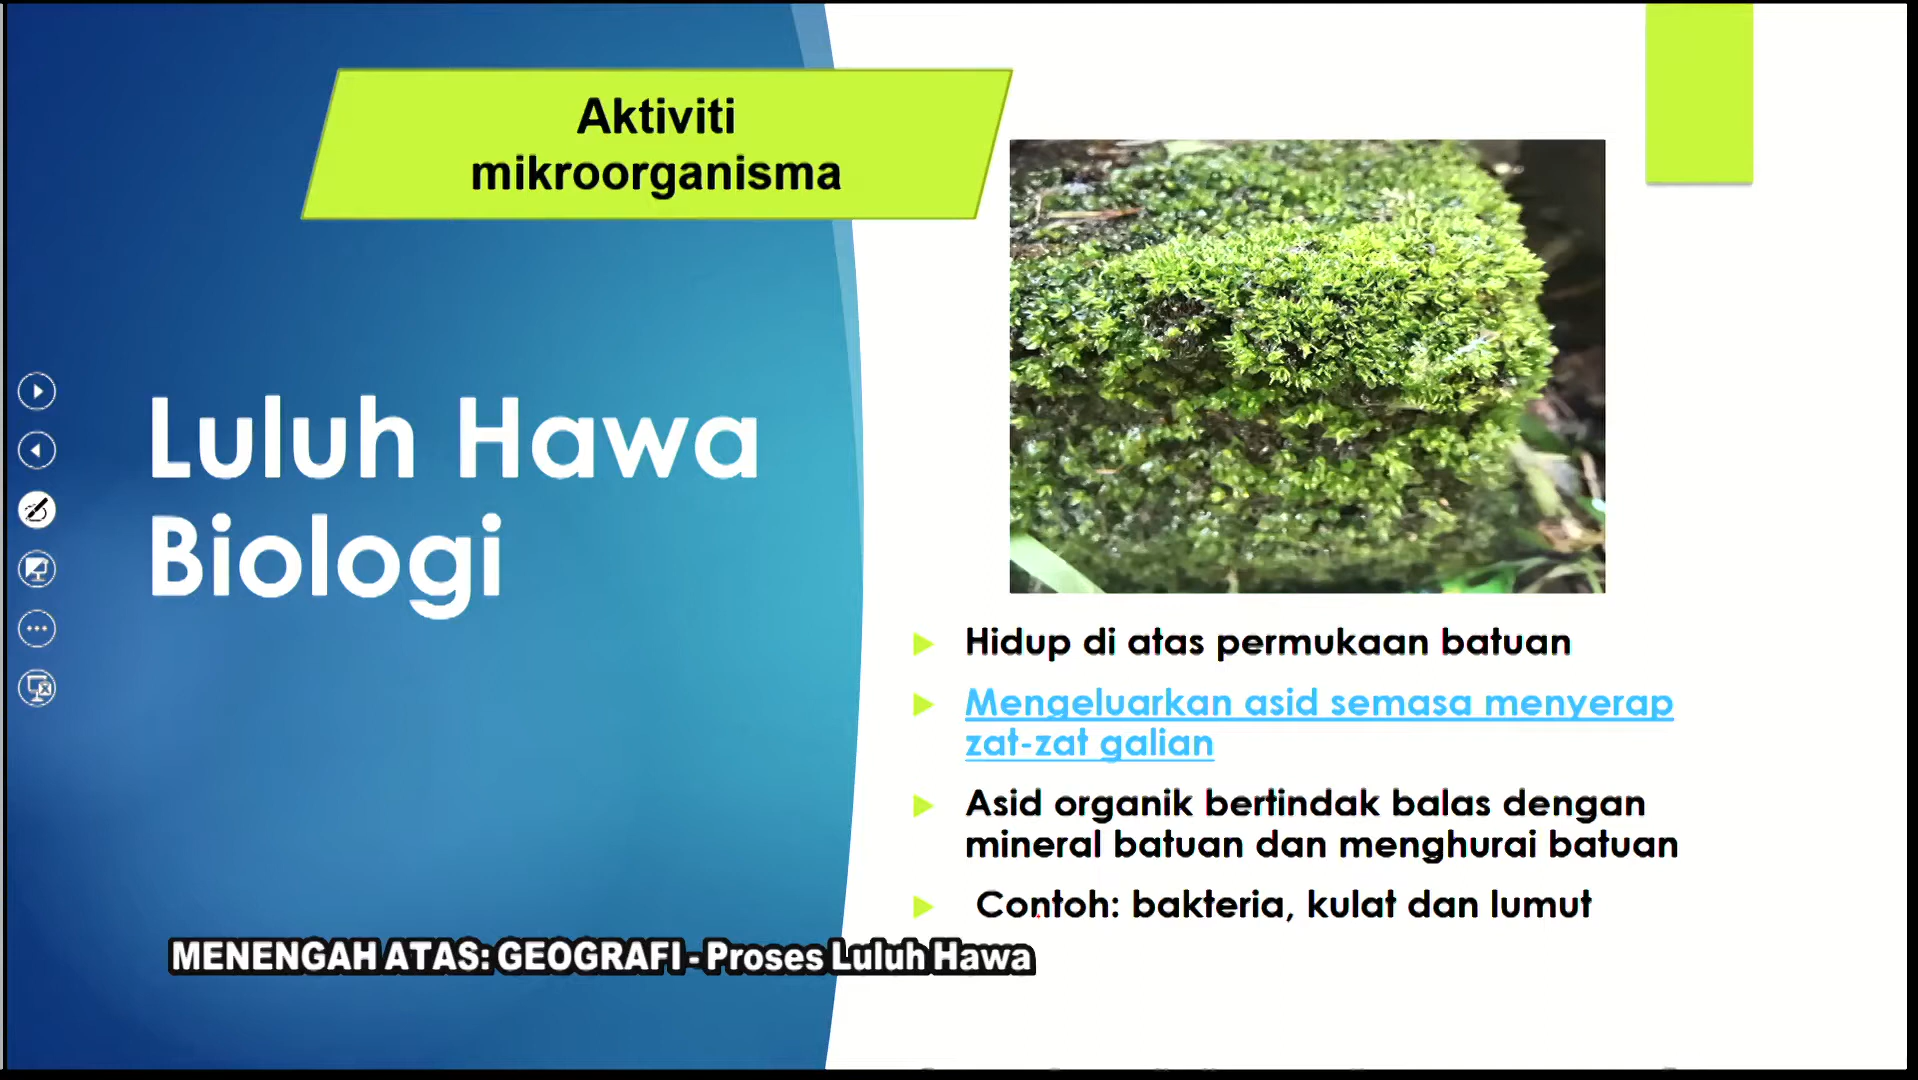 Aktiviti
mikroorganisma
Luluh Hawa
Biologi
Hidup di atas permukaan batuan
Mengeluarkan asid semasa menyerap
zat-zat galian
Asid organik bertindak balas dengan
mineral batuan dan menghurai batuan
Contoh: bakteria, kulat dan lumut
MENENGAH ATAS: GEOGRAFI - Proses Luluh Hawa